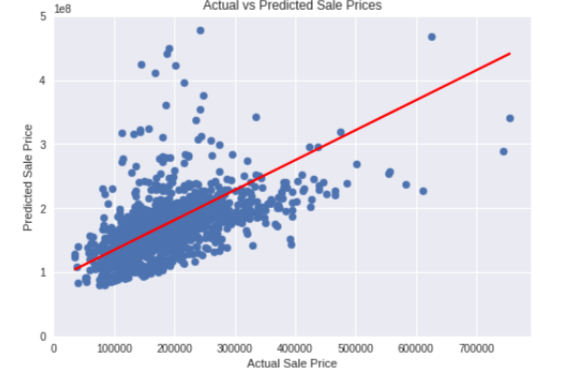 Actual vs Predicted Sale Prices
1e8
5
4
3
2
1
0
Predicted Sale Price
0 100000 200000 300000 400000 500000 600000 700000
Actual Sale Price